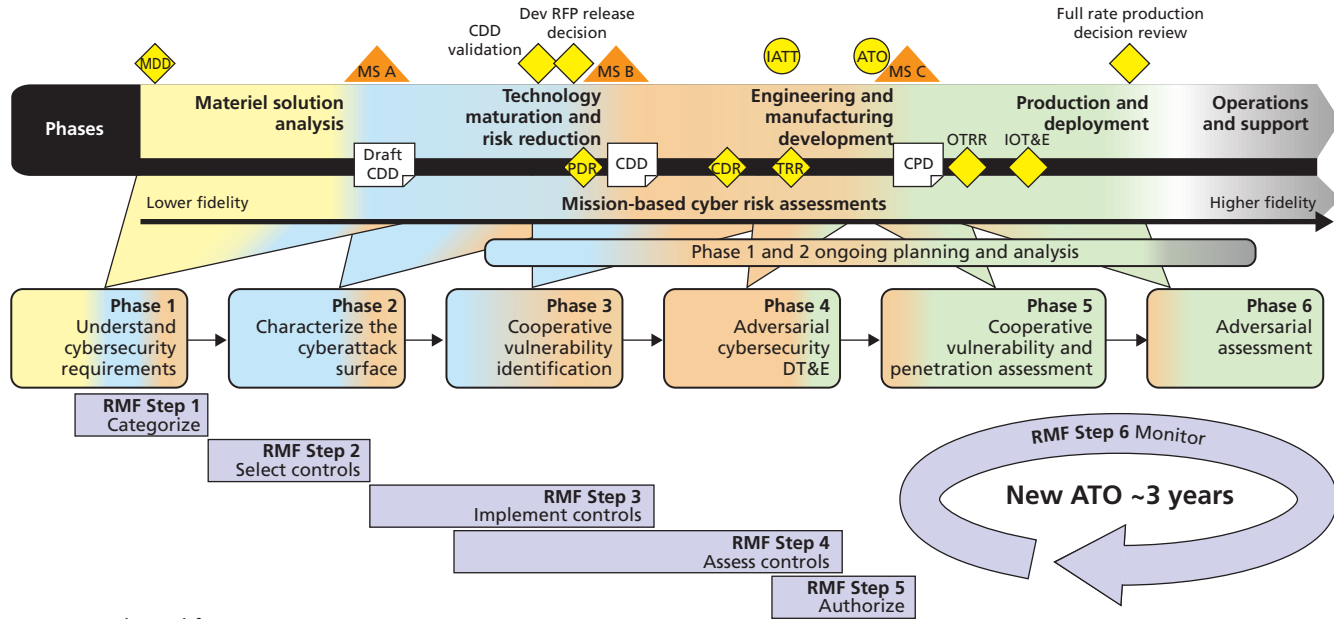 Dev RFP release
decision
CDD
validation
Full rate production
decision review
MDD
MS A
MS B
IATT
ATO
MS C
Phases
Materiel solution
analysis
Technology
maturation and
risk reduction
Engineering and
manufacturing
development
Production and
deployment
Operations
and support
Draft
CDD
PDR
CDD
CDR
TRR
CPD
OTRR
IOT&E
Lower fidelity
Mission-based cyber risk assessments
Higher fidelity
Phase 1 and 2 ongoing planning and analysis
Phase 1
Understand
cybersecurity
requirements
Phase 2
Characterize the
cyberattack
surface
Phase 3
Cooperative
vulnerability
identification
Phase 4
Adversarial
cybersecurity
DT&E
Phase 5
Cooperative
vulnerability and
penetration assessment
Phase 6
Adversarial
assessment
RMF Step 1
Categorize
RMF Step 2
Select controls
RMF Step 3
Implement controls
RMF Step 4
Assess controls
RMF Step 5
Authorize
RMF Step 6 Monitor
New ATO ~3 years